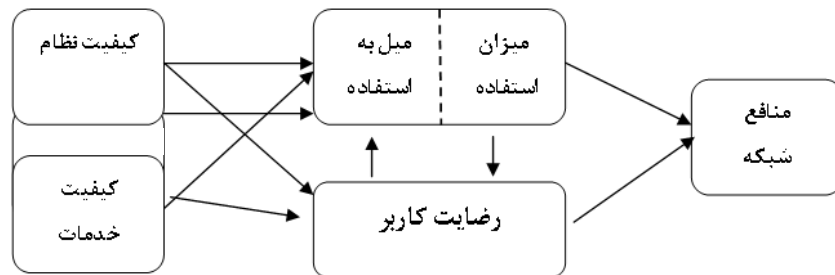 کیفیت نظام
میل به
استفاده
میزان
استفاده
منافع
شبکه
کیفیت
خدمات
رضایت کاربر